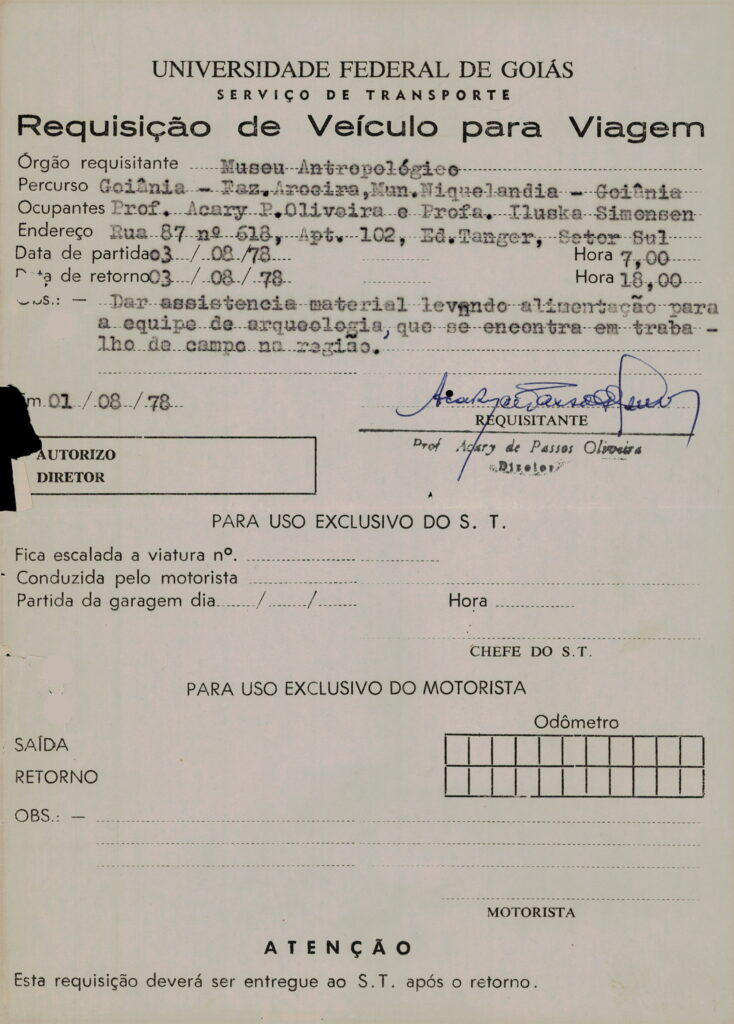 UNIVERSIDADE FEDERAL DE GOIÁS
SERVIÇO DE TRANSPORTE
Requisição de Veículo para Viagem
Órgão requisitante Museu Antropológico
Percurso Goiânia - Faz. Aroeira, Mun. Niquelandia - Goiânia
Ocupantes Prof. Acary P. Oliveira e Profa. Iluska Simonsen
Endereço Rua 87 nº 618, Apt. 102, Ed. Tanger, Setor Sul
Data de partida 03 / 08 / 78 Hora 7,00
de retorno 03 / 08 / 78 Hora 18,00
OBS.: — Dar assistencia material levando alimentação para
a equipe de arqueologia, que se encontra em traba -
lho de campo na região.
Em 01 / 08 / 78
REQUISITANTE
Prof Acary de Passos Oliveira
Diretor
AUTORIZO
DIRETOR
PARA USO EXCLUSIVO DO S. T.
Fica escalada a viatura nº.
Conduzida pelo motorista
Partida da garagem dia / / Hora
CHEFE DO S.T.
PARA USO EXCLUSIVO DO MOTORISTA
Odômetro
SAÍDA
RETORNO
OBS.: —
MOTORISTA
ATENÇÃO
Esta requisição deverá ser entregue ao S.T. após o retorno.